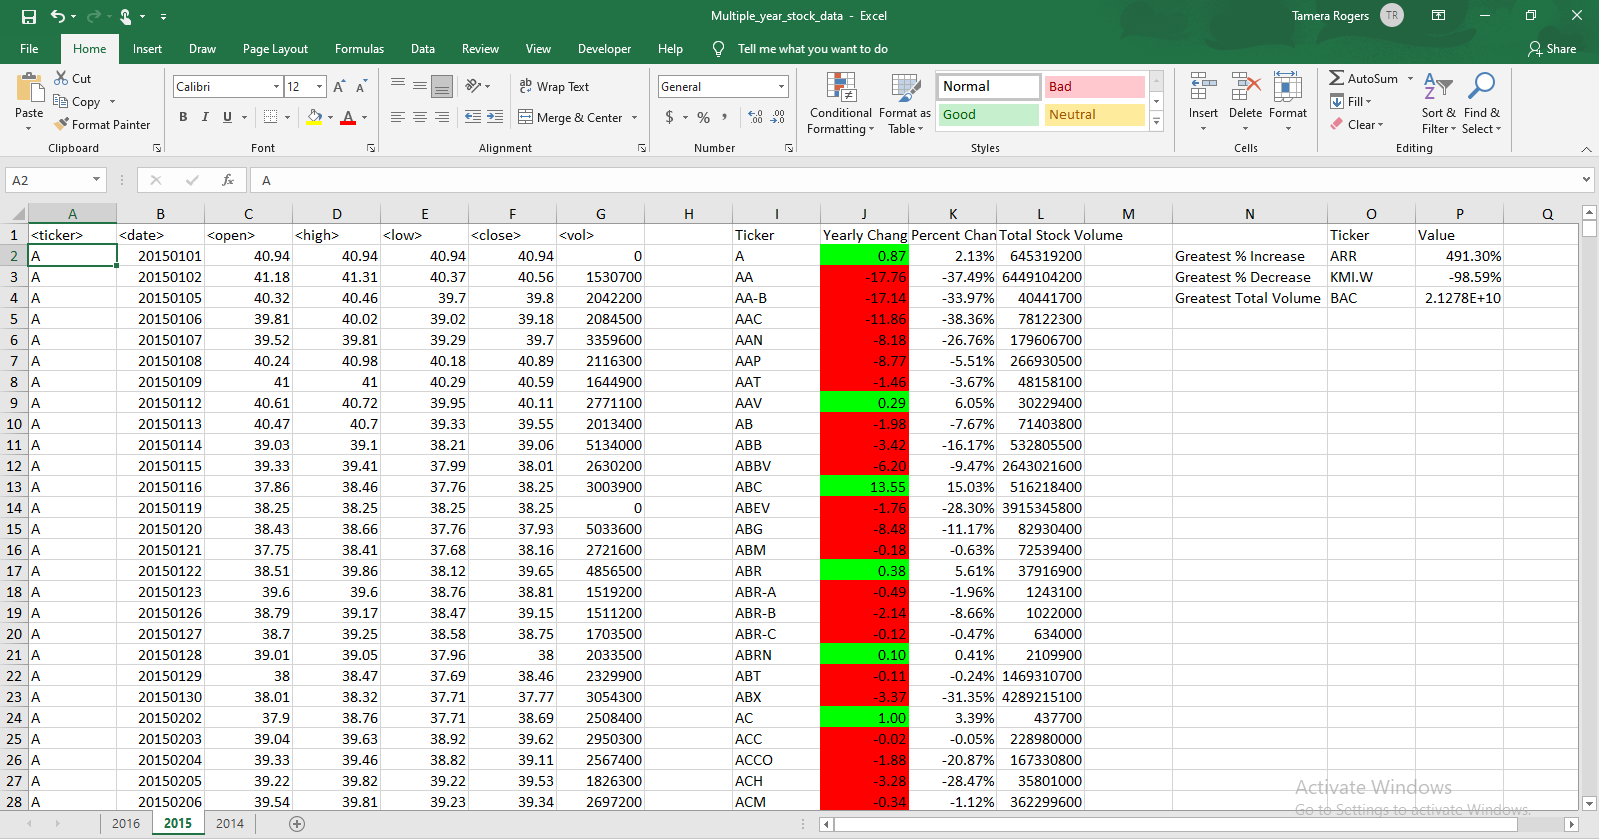 Multiple_year_stock_data - Excel
Tamera Rogers TR
File Home Insert Draw Page Layout Formulas Data Review View Developer Help Tell me what you want to do Share
Paste
Cut
Copy
Format Painter
Clipboard
Calibri 12 A A
B I U A
Font
ab Wrap Text
Merge & Center
Alignment
General
$ % ,
Number
Conditional Formatting
Format as Table
Normal Bad
Good Neutral
Styles
Insert Delete Format
Cells
AutoSum
Fill
Clear
Sort & Filter
Find & Select
Editing
A2 fx A
A B C D E F G H I J K L M N O P Q
1 <ticker> <date> <open> <high> <low> <close> <vol> Ticker Yearly Chang Percent Chan Total Stock Volume Ticker Value
2 A 20150101 40.94 40.94 40.94 40.94 0 A 0.87 2.13% 645319200 Greatest % Increase ARR 491.30%
3 A 20150102 41.18 41.31 40.37 40.56 1530700 AA -17.76 -37.49% 6449104200 Greatest % Decrease KMI.W -98.59%
4 A 20150105 40.32 40.46 39.7 39.8 2042200 AA-B -17.14 -33.97% 40441700 Greatest Total Volume BAC 2.1278E+10
5 A 20150106 39.81 40.02 39.02 39.18 2084500 AAC -11.86 -38.36% 78122300
6 A 20150107 39.52 39.81 39.29 39.7 3359600 AAN -8.18 -26.76% 179606700
7 A 20150108 40.24 40.98 40.18 40.89 2116300 AAP -8.77 -5.51% 266930500
8 A 20150109 41 41 40.29 40.59 1644900 AAT -1.46 -3.67% 48158100
9 A 20150112 40.61 40.72 39.95 40.11 2771100 AAV 0.29 6.05% 30229400
10 A 20150113 40.47 40.7 39.33 39.55 2013400 AB -1.98 -7.67% 71403800
11 A 20150114 39.03 39.1 38.21 39.06 5134000 ABB -3.42 -16.17% 532805500
12 A 20150115 39.33 39.41 37.99 38.01 2630200 ABBV -6.20 -9.47% 2643021600
13 A 20150116 37.86 38.46 37.76 38.25 3003900 ABC 13.55 15.03% 516218400
14 A 20150119 38.25 38.25 38.25 38.25 0 ABEV -1.76 -28.30% 3915345800
15 A 20150120 38.43 38.66 37.76 37.93 5033600 ABG -8.48 -11.17% 82930400
16 A 20150121 37.75 38.41 37.68 38.16 2721600 ABM -0.18 -0.63% 72539400
17 A 20150122 38.51 39.86 38.12 39.65 4856500 ABR 0.38 5.61% 37916900
18 A 20150123 39.6 39.6 38.76 38.81 1519200 ABR-A -0.49 -1.96% 1243100
19 A 20150126 38.79 39.17 38.47 39.15 1511200 ABR-B -2.14 -8.66% 1022000
20 A 20150127 38.7 39.25 38.58 38.75 1703500 ABR-C -0.12 -0.47% 634000
21 A 20150128 39.01 39.05 37.96 38 2033500 ABRN 0.10 0.41% 2109900
22 A 20150129 38 38.47 37.69 38.46 2329900 ABT -0.11 -0.24% 1469310700
23 A 20150130 38.01 38.32 37.71 37.77 3054300 ABX -3.37 -31.35% 4289215100
24 A 20150202 37.9 38.76 37.71 38.69 2508400 AC 1.00 3.39% 437700
25 A 20150203 39.04 39.63 38.92 39.62 2950300 ACC -0.02 -0.05% 228980000
26 A 20150204 39.33 39.46 38.82 39.11 2567400 ACCO -1.88 -20.87% 167330800
27 A 20150205 39.22 39.82 39.22 39.53 1826300 ACH -3.28 -28.47% 35801000
28 A 20150206 39.54 39.81 39.23 39.34 2697200 ACM -0.34 -1.12% 362299600
Activate Windows
Go to Settings to activate Windows.
2016 2015 2014